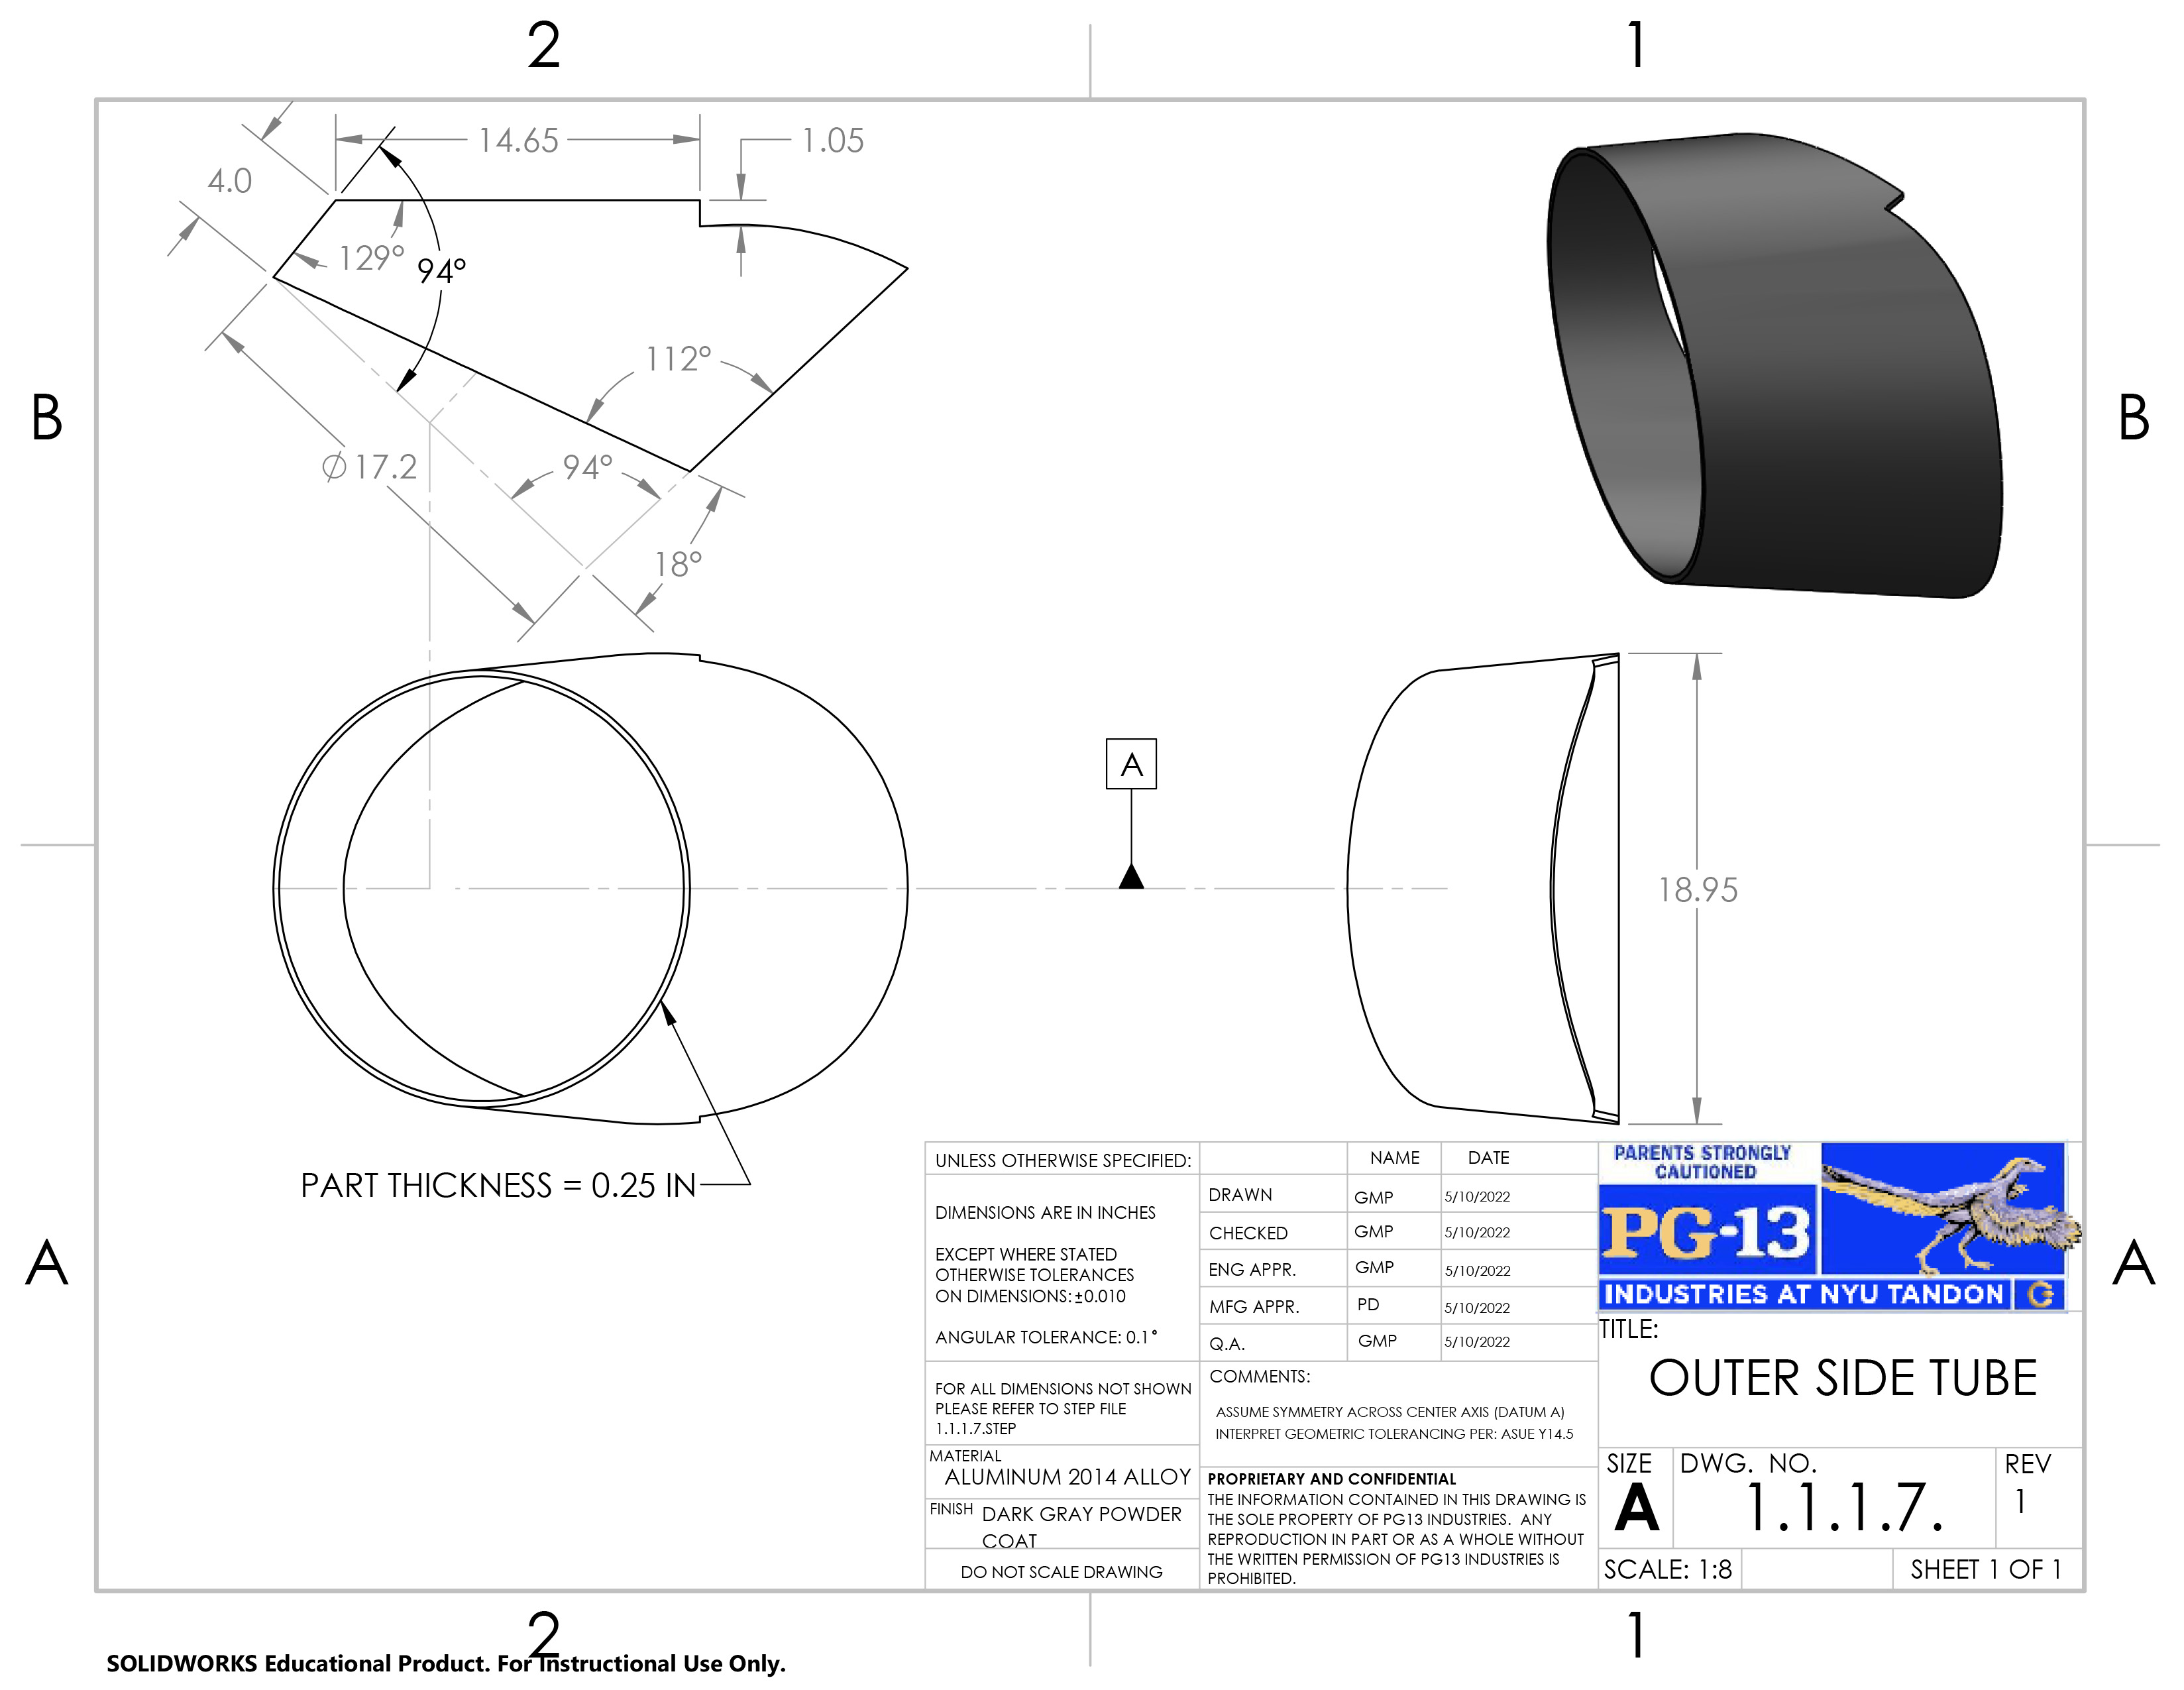 2
1
14.65
1.05
4.0
129°
94°
112°
B
B
Ø17.2
94°
18°
A
18.95
PART THICKNESS = 0.25 IN
A
A
UNLESS OTHERWISE SPECIFIED:
DIMENSIONS ARE IN INCHES
EXCEPT WHERE STATED
OTHERWISE TOLERANCES
ON DIMENSIONS:±0.010
ANGULAR TOLERANCE: 0.1°
FOR ALL DIMENSIONS NOT SHOWN
PLEASE REFER TO STEP FILE
1.1.1.7.STEP
MATERIAL
ALUMINUM 2014 ALLOY
FINISH DARK GRAY POWDER
COAT
DO NOT SCALE DRAWING
NAME DATE
DRAWN GMP 5/10/2022
CHECKED GMP 5/10/2022
ENG APPR. GMP 5/10/2022
MFG APPR. PD 5/10/2022
Q.A. GMP 5/10/2022
COMMENTS:
ASSUME SYMMETRY ACROSS CENTER AXIS (DATUM A)
INTERPRET GEOMETRIC TOLERANCING PER: ASUE Y14.5
PROPRIETARY AND CONFIDENTIAL
THE INFORMATION CONTAINED IN THIS DRAWING IS
THE SOLE PROPERTY OF PG13 INDUSTRIES. ANY
REPRODUCTION IN PART OR AS A WHOLE WITHOUT
THE WRITTEN PERMISSION OF PG13 INDUSTRIES IS
PROHIBITED.
PARENTS STRONGLY
CAUTIONED
PG-13
INDUSTRIES AT NYU TANDON
TITLE:
OUTER SIDE TUBE
SIZE DWG. NO. REV
A 1.1.1.7. 1
SCALE: 1:8 SHEET 1 OF 1
2
1
SOLIDWORKS Educational Product. For Instructional Use Only.